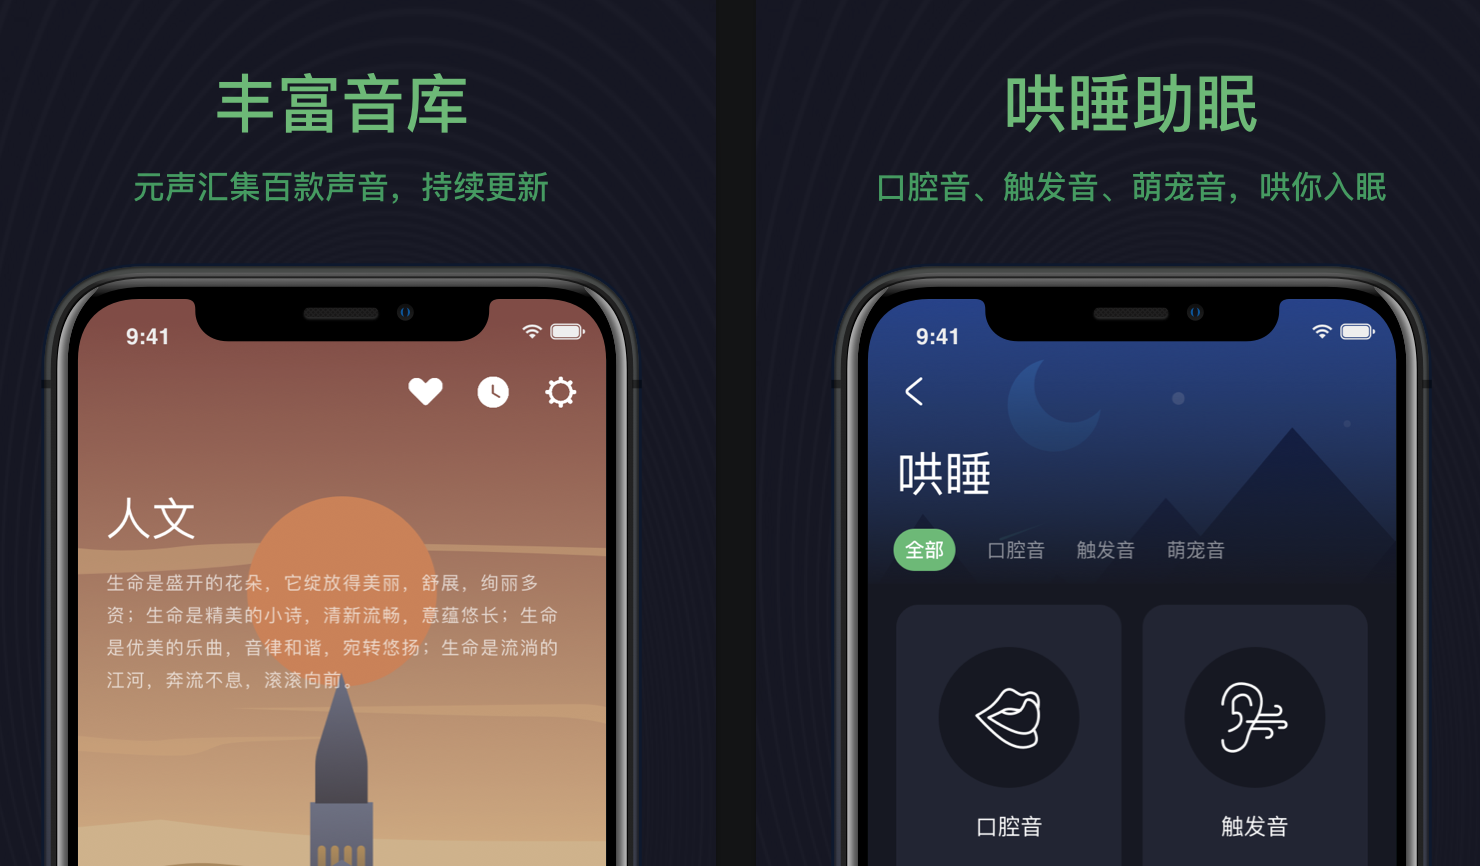 丰富音库
元声汇集百款声音，持续更新
9:41
人文
生命是盛开的花朵，它绽放得美丽，舒展，绚丽多
资；生命是精美的小诗，清新流畅，意蕴悠长；生命
是优美的乐曲，音律和谐，宛转悠扬；生命是流淌的
江河，奔流不息，滚滚向前。
哄睡助眠
口腔音、触发音、萌宠音，哄你入眠
9:41
哄睡
全部 口腔音 触发音 萌宠音
口腔音 触发音